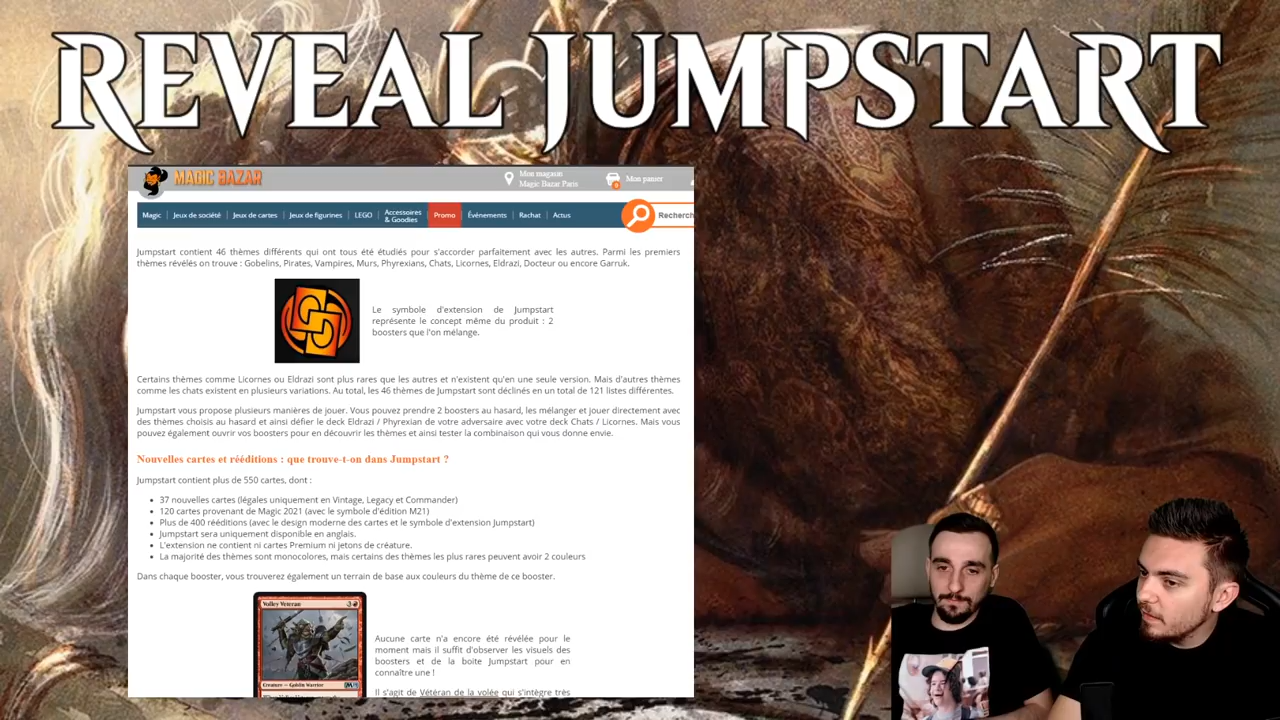 REVEAL JUMPSTART
MAGIC BAZAR
Mon magasin
Magic Bazar Paris
0
Mon panier
Magic | Jeux de société | Jeux de cartes | Jeux de figurines | LEGO | Accessoires & Goodies | Promo | Événements | Rachat | Actus
Recherch
Jumpstart contient 46 thèmes différents qui ont tous été étudiés pour s'accorder parfaitement avec les autres. Parmi les premiers
thèmes révélés on trouve : Gobelins, Pirates, Vampires, Murs, Phyrexians, Chats, Licornes, Eldrazi, Docteur ou encore Garruk.
Le symbole d'extension de Jumpstart
représente le concept même du produit : 2
boosters que l'on mélange.
Certains thèmes comme Licornes ou Eldrazi sont plus rares que les autres et n'existent qu'en une seule version. Mais d'autres thèmes
comme les chats existent en plusieurs variations. Au total, les 46 thèmes de Jumpstart sont déclinés en un total de 121 listes différentes.
Jumpstart vous propose plusieurs manières de jouer. Vous pouvez prendre 2 boosters au hasard, les mélanger et jouer directement avec
des thèmes choisis au hasard et ainsi défier le deck Eldrazi / Phyrexian de votre adversaire avec votre deck Chats / Licornes. Mais vous
pouvez également ouvrir vos boosters pour en découvrir les thèmes et ainsi tester la combinaison qui vous donne envie.
Nouvelles cartes et rééditions : que trouve-t-on dans Jumpstart ?
Jumpstart contient plus de 550 cartes, dont :
• 37 nouvelles cartes (légales uniquement en Vintage, Legacy et Commander)
• 120 cartes provenant de Magic 2021 (avec le symbole d'édition M21)
• Plus de 400 rééditions (avec le design moderne des cartes et le symbole d'extension Jumpstart)
• Jumpstart sera uniquement disponible en anglais.
• L'extension ne contient ni cartes Premium ni jetons de créature.
• La majorité des thèmes sont monocolores, mais certains des thèmes les plus rares peuvent avoir 2 couleurs
Dans chaque booster, vous trouverez également un terrain de base aux couleurs du thème de ce booster.
Volley Veteran 3
Creature — Goblin Warrior
Aucune carte n'a encore été révélée pour le
moment mais il suffit d'observer les visuels des
boosters et de la boite Jumpstart pour en
connaître une !
Il s'agit de Vétéran de la volée qui s'intègre très